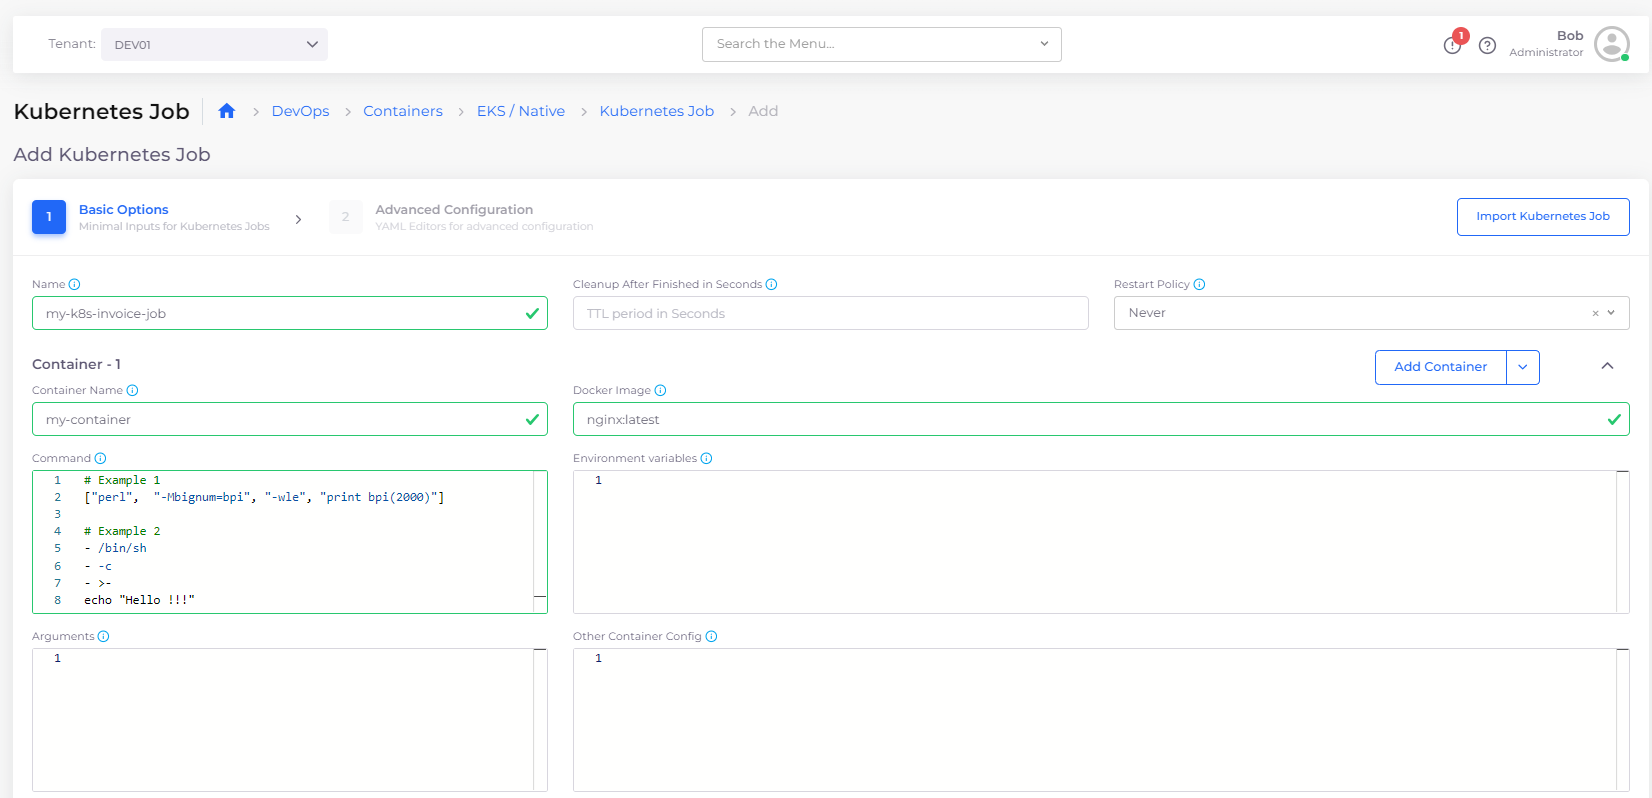 Tenant: DEV01
Search the Menu...
1
Bob
Administrator
Kubernetes Job
DevOps > Containers > EKS / Native > Kubernetes Job > Add
Add Kubernetes Job
1 Basic Options
Minimal Inputs for Kubernetes Jobs
2 Advanced Configuration
YAML Editors for advanced configuration
Import Kubernetes Job
Name
my-k8s-invoice-job
Cleanup After Finished in Seconds
TTL period in Seconds
Restart Policy
Never
Container - 1
Add Container
Container Name
my-container
Docker Image
nginx:latest
Command
1 # Example 1
2 ["perl",  "-Mbignum=bpi", "-wle", "print bpi(2000)"]
3
4 # Example 2
5 - /bin/sh
6 - -c
7 - >-
8 echo "Hello !!!"
Environment variables
1
Arguments
1
Other Container Config
1